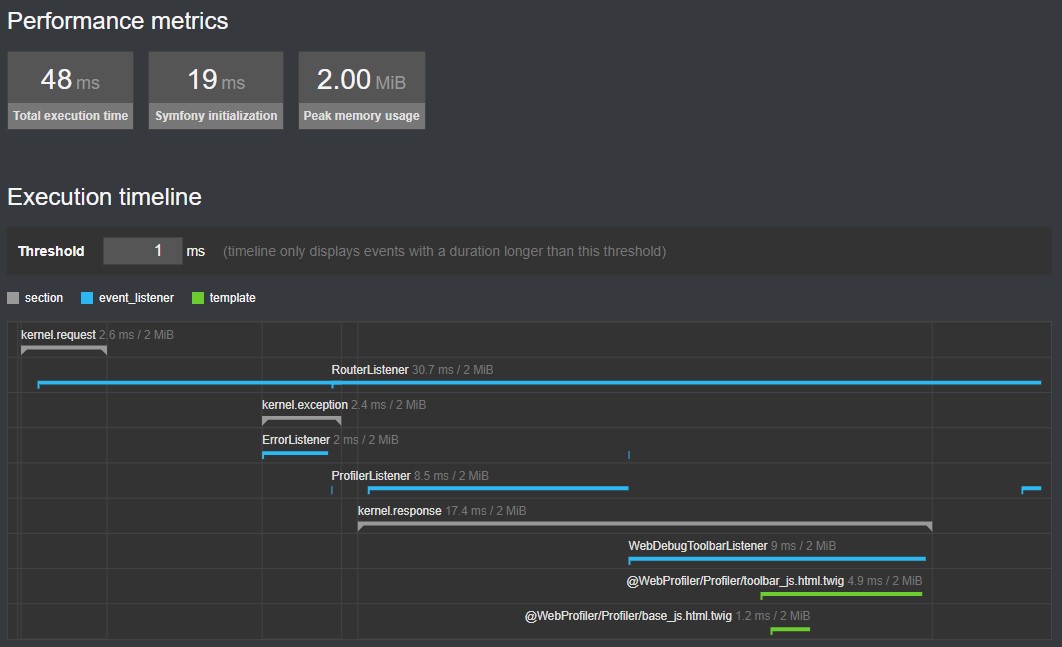 Performance metrics
48 ms 19 ms 2.00 MiB
Total execution time Symfony initialization Peak memory usage
Execution timeline
Threshold 1 ms (timeline only displays events with a duration longer than this threshold)
section event_listener template
kernel.request 2.6 ms / 2 MiB
RouterListener 30.7 ms / 2 MiB
kernel.exception 2.4 ms / 2 MiB
ErrorListener 2 ms / 2 MiB
ProfilerListener 8.5 ms / 2 MiB
kernel.response 17.4 ms / 2 MiB
WebDebugToolbarListener 9 ms / 2 MiB
@WebProfiler/Profiler/toolbar_js.html.twig 4.9 ms / 2 MiB
@WebProfiler/Profiler/base_js.html.twig 1.2 ms / 2 MiB